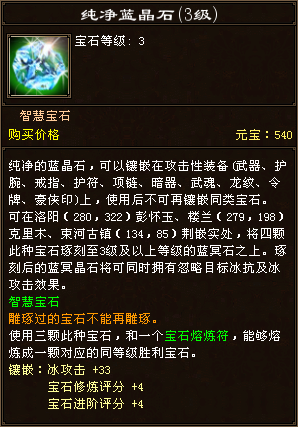 纯净蓝晶石(3级)
宝石等级: 3
智慧宝石
购买价格 元宝: 540
纯净的蓝晶石，可以镶嵌在攻击性装备(武器、护
腕、戒指、护符、项链、暗器、武魂、龙纹、令
牌、豪侠印)上，使用后不可再镶嵌同类宝石。
可在洛阳（280，322）彭怀玉、楼兰（279，198）
克里木、束河古镇（134，85）荆嵌实处，将四颗
此种宝石琢刻至3级及以上等级的蓝冥石之上。琢
刻后的蓝冥晶石将可同时拥有忽略目标冰抗及冰
攻击效果。
智慧宝石
雕琢过的宝石不能再雕琢。
使用三颗此种宝石，和一个宝石熔炼符，能够熔
炼成一颗对应的同等级胜利宝石。
镶嵌：冰攻击 +33
宝石修炼评分 +4
宝石进阶评分 +4